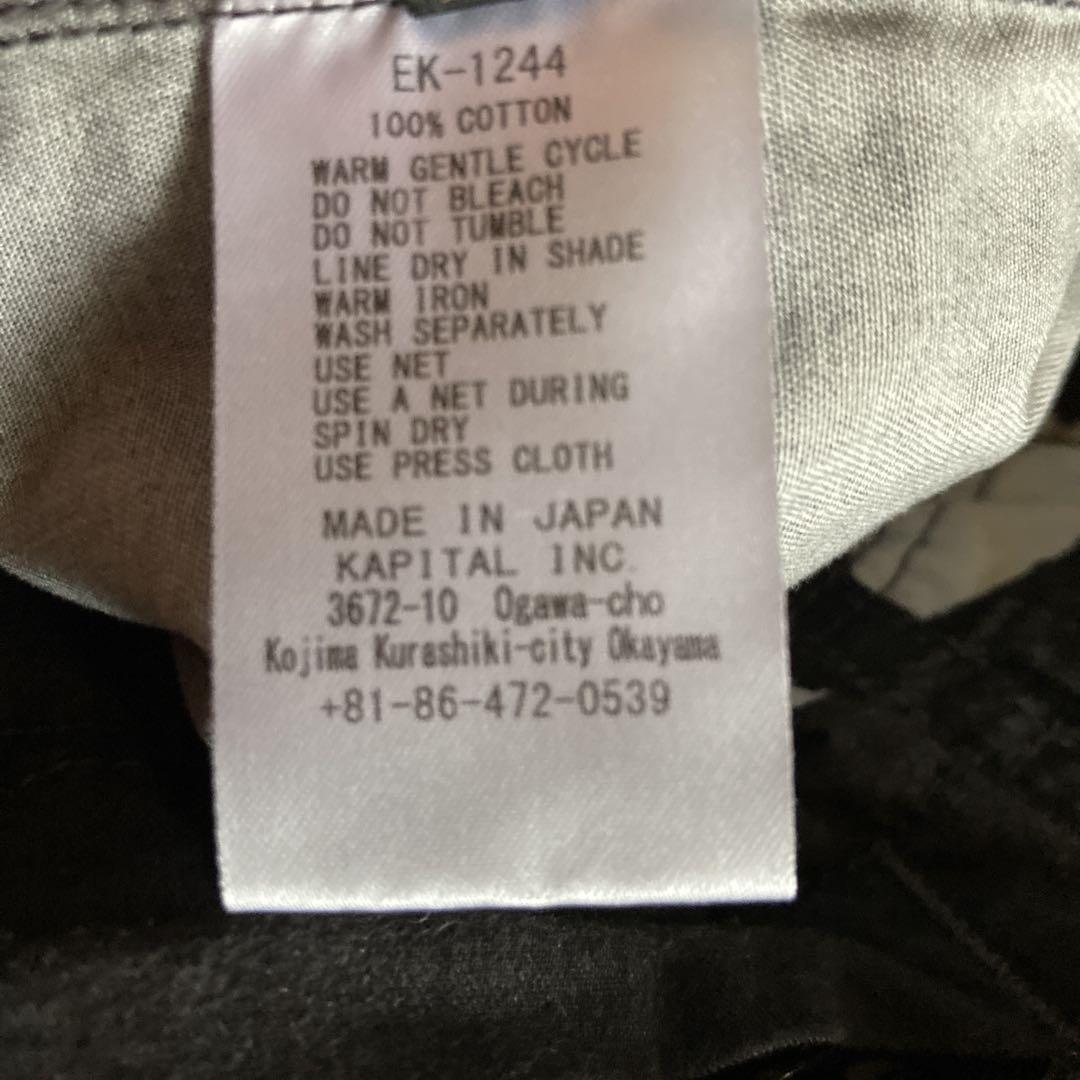 EK-1244
100% COTTON
WARM GENTLE CYCLE
DO NOT BLEACH
DO NOT TUMBLE
LINE DRY IN SHADE
WARM IRON
WASH SEPARATELY
USE NET
USE A NET DURING
SPIN DRY
USE PRESS CLOTH
MADE IN JAPAN
KAPITAL INC.
3672-10 Ogawa-cho
Kojima Kurashiki-city Okayama
+81-86-472-0539